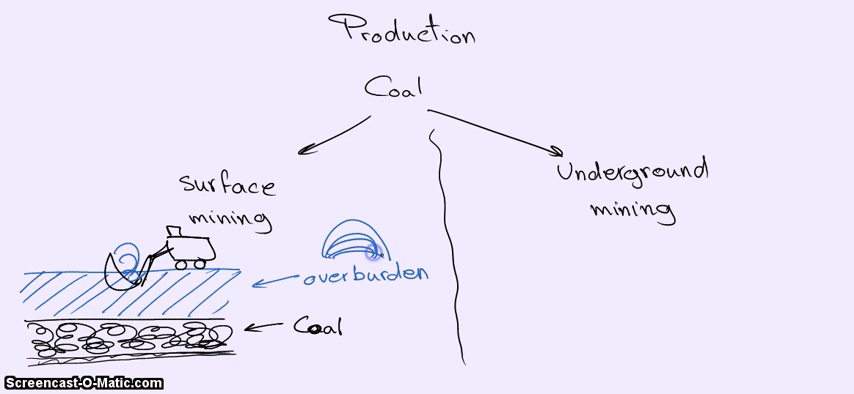 Production
Coal
surface
mining
Underground
mining
overburden
Coal
Screencast-O-Matic.com